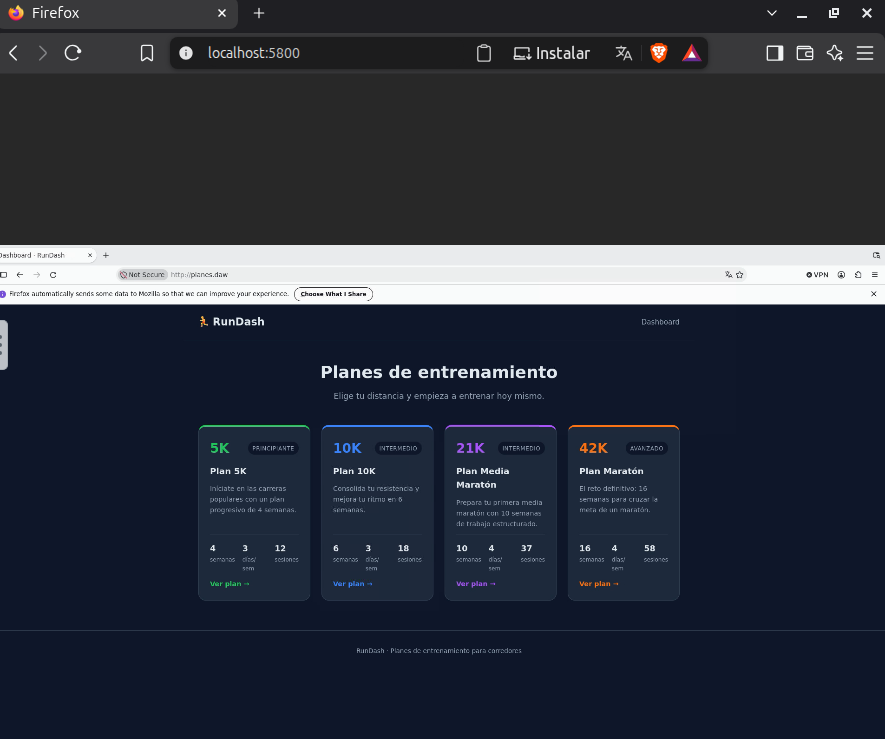 Firefox
localhost:5800
Instalar
Dashboard - RunDash
Not Secure http://planes.daw
VPN
Firefox automatically sends some data to Mozilla so that we can improve your experience.
Choose What I Share
RunDash
Dashboard
Planes de entrenamiento
Elige tu distancia y empieza a entrenar hoy mismo.
5K
PRINCIPIANTE
Plan 5K
Iníciate en las carreras
populares con un plan
progresivo de 4 semanas.
4 semanas
3 días/
sem
12 sesiones
Ver plan →
10K
INTERMEDIO
Plan 10K
Consolida tu resistencia y
mejora tu ritmo en 6
semanas.
6 semanas
3 días/
sem
18 sesiones
Ver plan →
21K
INTERMEDIO
Plan Media
Maratón
Prepara tu primera media
maratón con 10 semanas
de trabajo estructurado.
10 semanas
4 días/
sem
37 sesiones
Ver plan →
42K
AVANZADO
Plan Maratón
El reto definitivo: 16
semanas para cruzar la
meta de un maratón.
16 semanas
4 días/
sem
58 sesiones
Ver plan →
RunDash · Planes de entrenamiento para corredores